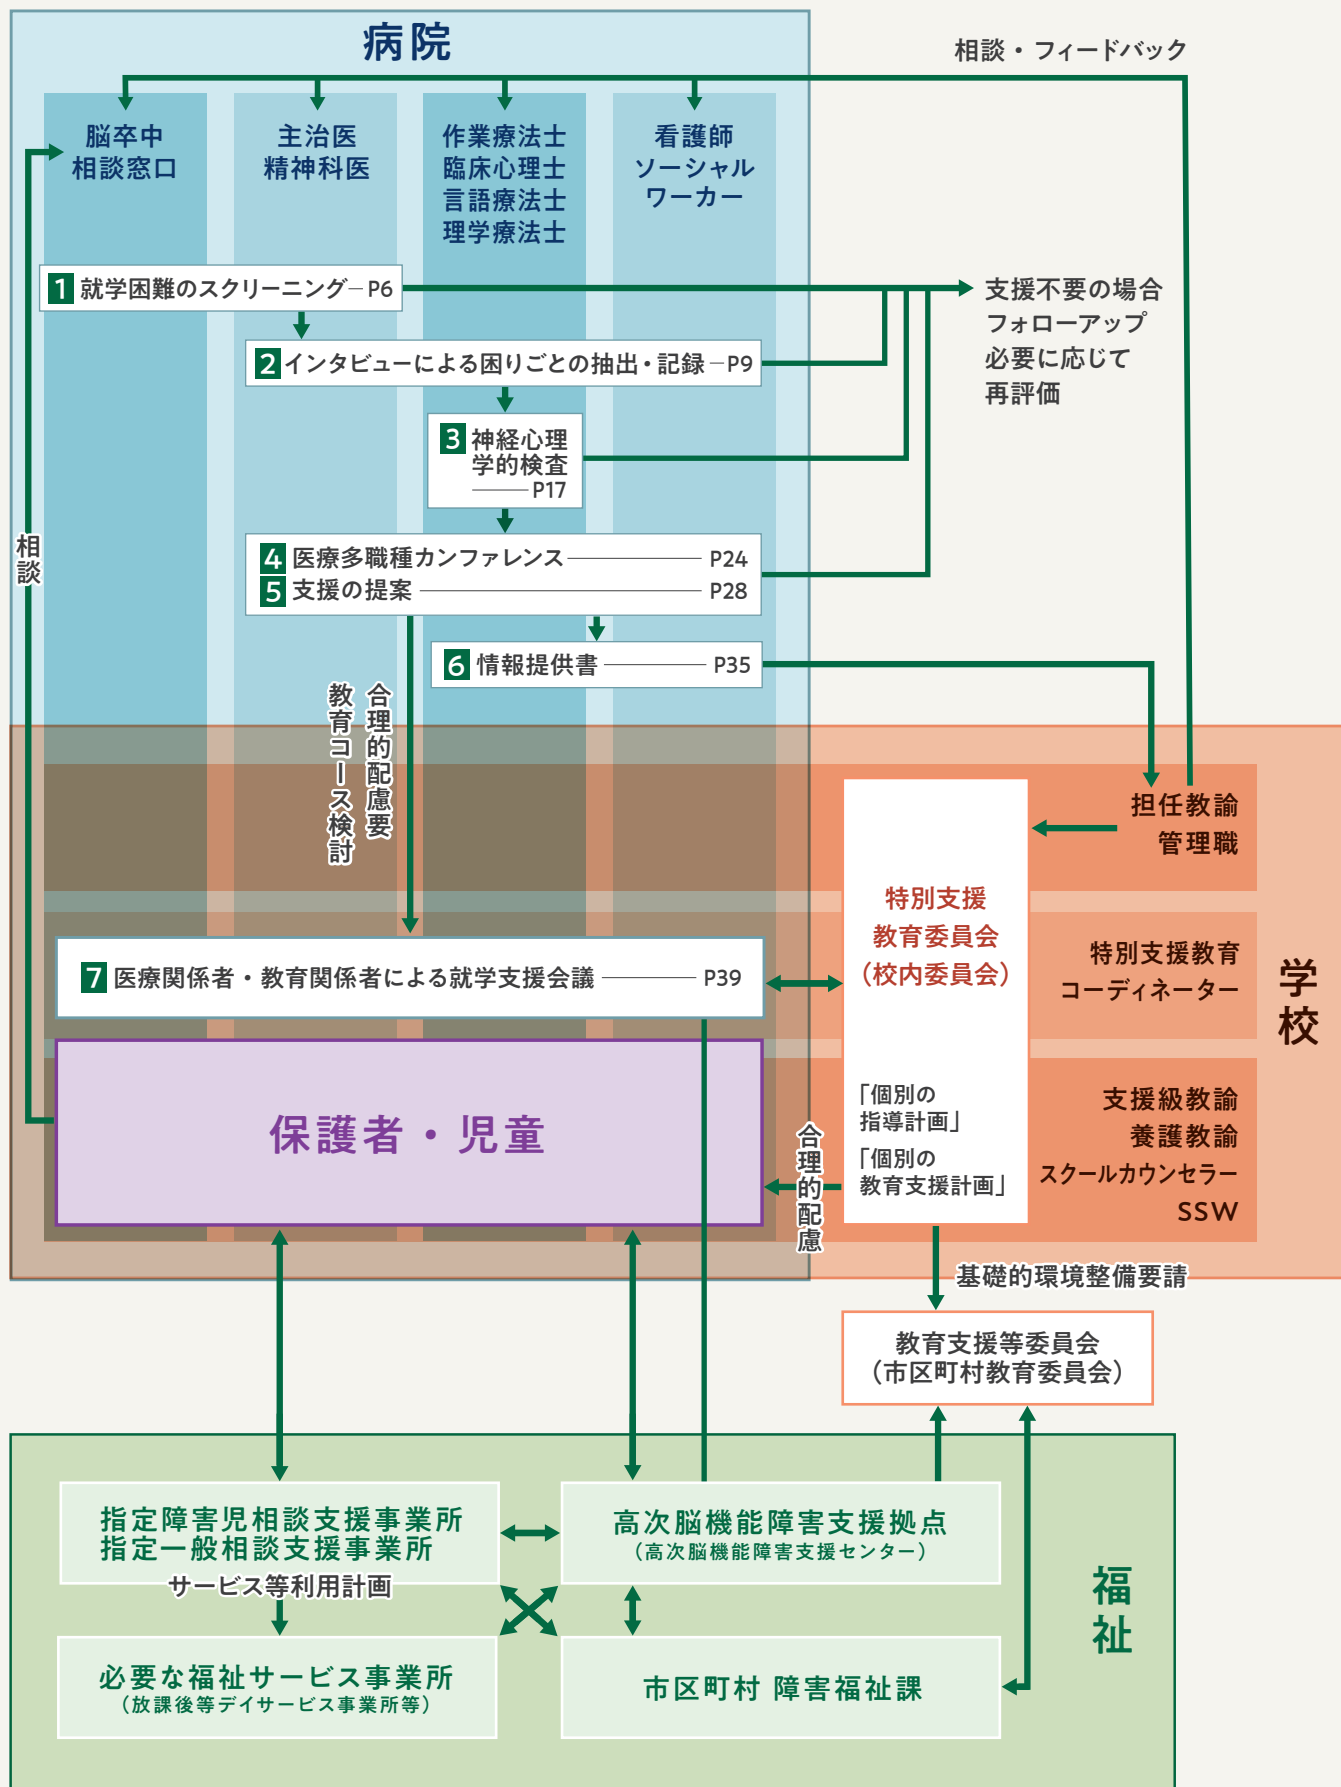 病院
相談・フィードバック
脳卒中
相談窓口
主治医
精神科医
作業療法士
臨床心理士
言語療法士
理学療法士
看護師
ソーシャル
ワーカー
1 就学困難のスクリーニング P6
支援不要の場合
フォローアップ
必要に応じて
再評価
2 インタビューによる困りごとの抽出・記録 P9
3 神経心理
学的検査
P17
4 医療多職種カンファレンス P24
5 支援の提案 P28
相談
6 情報提供書 P35
合理的配慮要
教育コース検討
担任教諭
管理職
特別支援
教育委員会
（校内委員会）
特別支援教育
コーディネーター
学校
7 医療関係者・教育関係者による就学支援会議 P39
保護者・児童
「個別の
指導計画」
「個別の
教育支援計画」
合理的配慮
支援級教諭
養護教諭
スクールカウンセラー
SSW
基礎的環境整備要請
教育支援等委員会
（市区町村教育委員会）
指定障害児相談支援事業所
指定一般相談支援事業所
サービス等利用計画
高次脳機能障害支援拠点
（高次脳機能障害支援センター）
福祉
必要な福祉サービス事業所
（放課後等デイサービス事業所等）
市区町村 障害福祉課